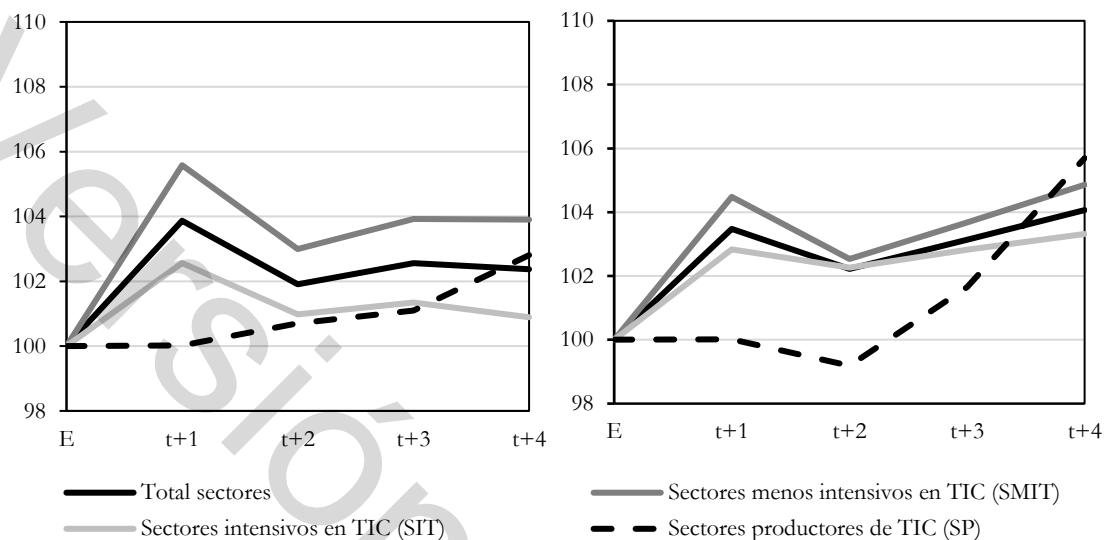 110
108
106
104
102
100
98
E t+1 t+2 t+3 t+4
110
108
106
104
102
100
98
E t+1 t+2 t+3 t+4
Total sectores
Sectores intensivos en TIC (SIT)
Sectores menos intensivos en TIC (SMIT)
Sectores productores de TIC (SP)
Versión